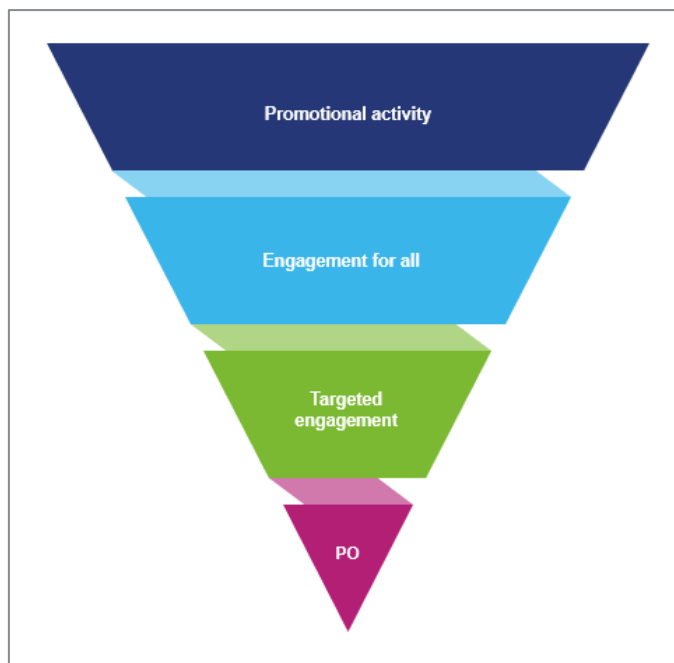 Promotional activity
Engagement for all
Targeted
engagement
PO